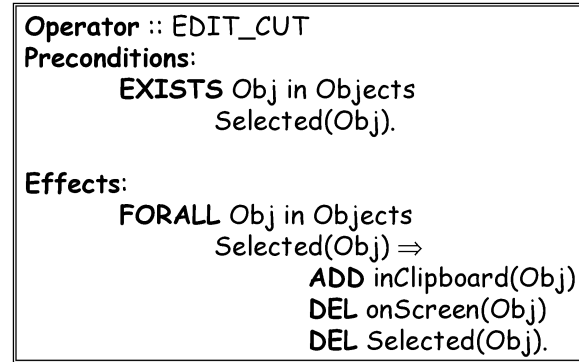 Operator :: EDIT_CUT
Preconditions:
EXISTS Obj in Objects
Selected(Obj).
Effects:
FORALL Obj in Objects
Selected(Obj) ⇒
ADD inClipboard(Obj)
DEL onScreen(Obj)
DEL Selected(Obj).